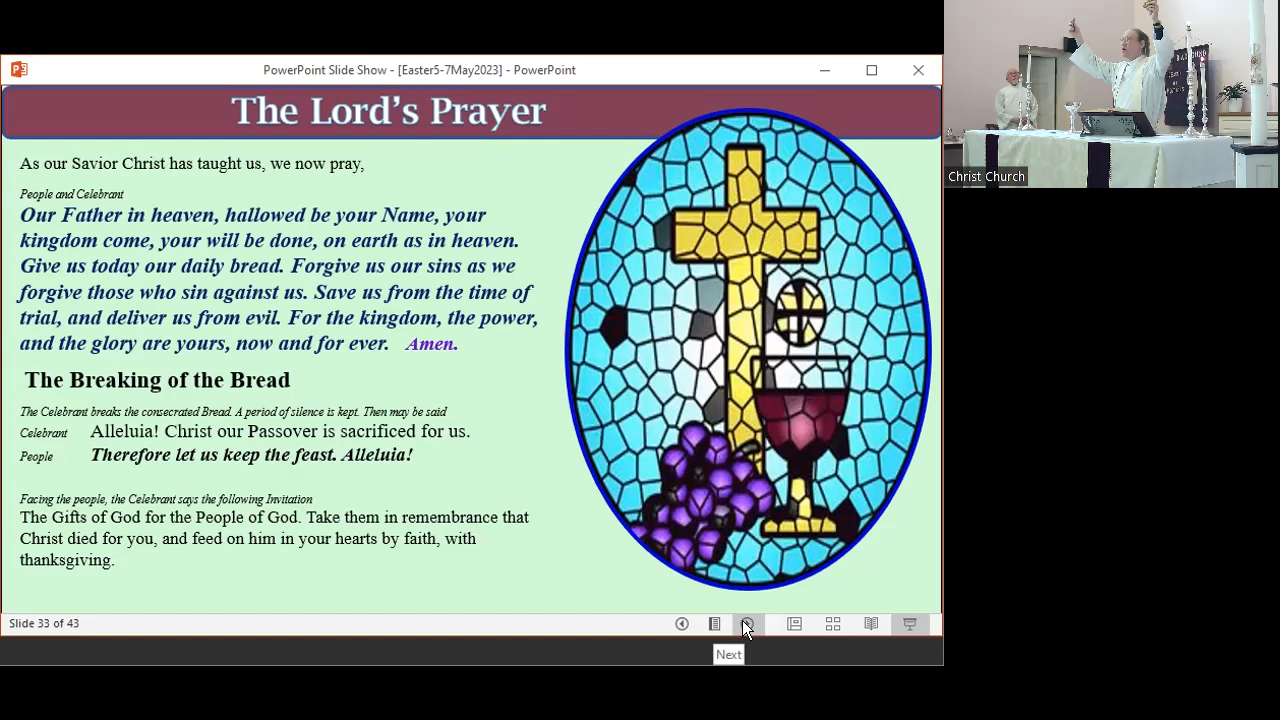 PowerPoint Slide Show - [Easter5-7May2023] - PowerPoint
The Lord's Prayer
As our Savior Christ has taught us, we now pray,
People and Celebrant
Our Father in heaven, hallowed be your Name, your
kingdom come, your will be done, on earth as in heaven.
Give us today our daily bread. Forgive us our sins as we
forgive those who sin against us. Save us from the time of
trial, and deliver us from evil. For the kingdom, the power,
and the glory are yours, now and for ever. Amen.
The Breaking of the Bread
The Celebrant breaks the consecrated Bread. A period of silence is kept. Then may be said
Celebrant Alleluia! Christ our Passover is sacrificed for us.
People Therefore let us keep the feast. Alleluia!
Facing the people, the Celebrant says the following Invitation
The Gifts of God for the People of God. Take them in remembrance that
Christ died for you, and feed on him in your hearts by faith, with
thanksgiving.
Slide 33 of 43
Next
Christ Church